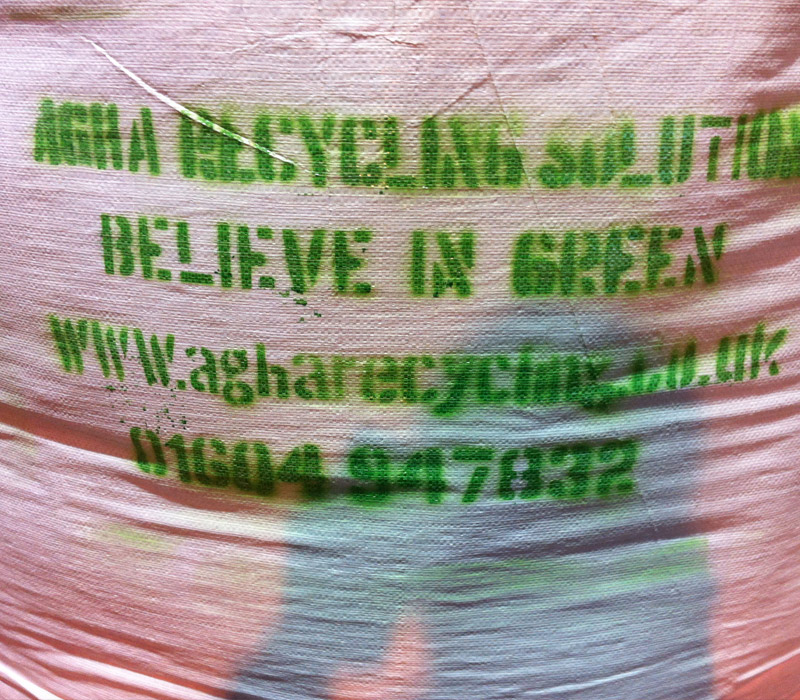 AGHA RECYCLING SOLUTION
BELIEVE IN GREEN
www.agharecycling.co.uk
01604 947832